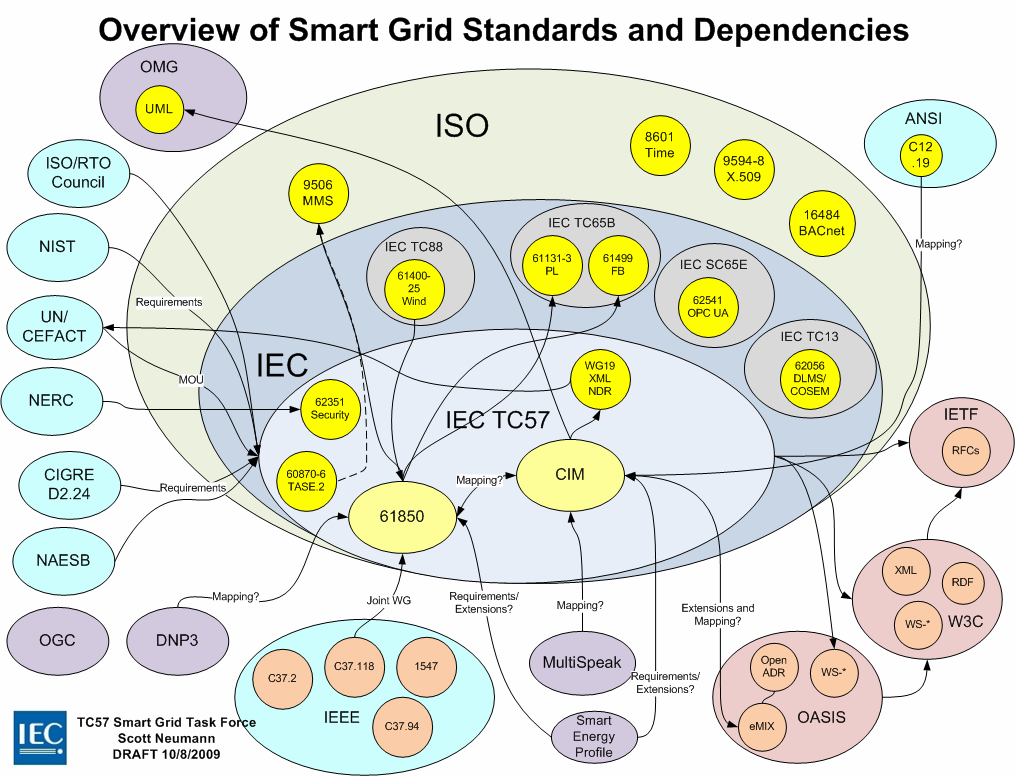 Overview of Smart Grid Standards and Dependencies
OMG
UML
ISO
8601
Time
9594-8
X.509
16484
BACnet
ANSI
C12
.19
Mapping?
ISO/RTO
Council
NIST
Requirements
UN/
CEFACT
MOU
NERC
CIGRE
D2.24
Requirements
NAESB
OGC
DNP3
Mapping?
9506
MMS
IEC TC88
61400-
25
Wind
IEC TC65B
61131-3
PL
61499
FB
IEC SC65E
62541
OPC UA
IEC TC13
62056
DLMS/
COSEM
IEC
WG19
XML
NDR
62351
Security
IEC TC57
60870-6
TASE.2
61850
Mapping?
CIM
IETF
RFCs
XML
RDF
WS-*
W3C
Joint WG
Requirements/
Extensions?
Mapping?
Extensions and
Mapping?
C37.2
C37.118
1547
C37.94
IEEE
MultiSpeak
Requirements/
Extensions?
Smart
Energy
Profile
Open
ADR
WS-*
eMIX
OASIS
IEC
TC57 Smart Grid Task Force
Scott Neumann
DRAFT 10/8/2009